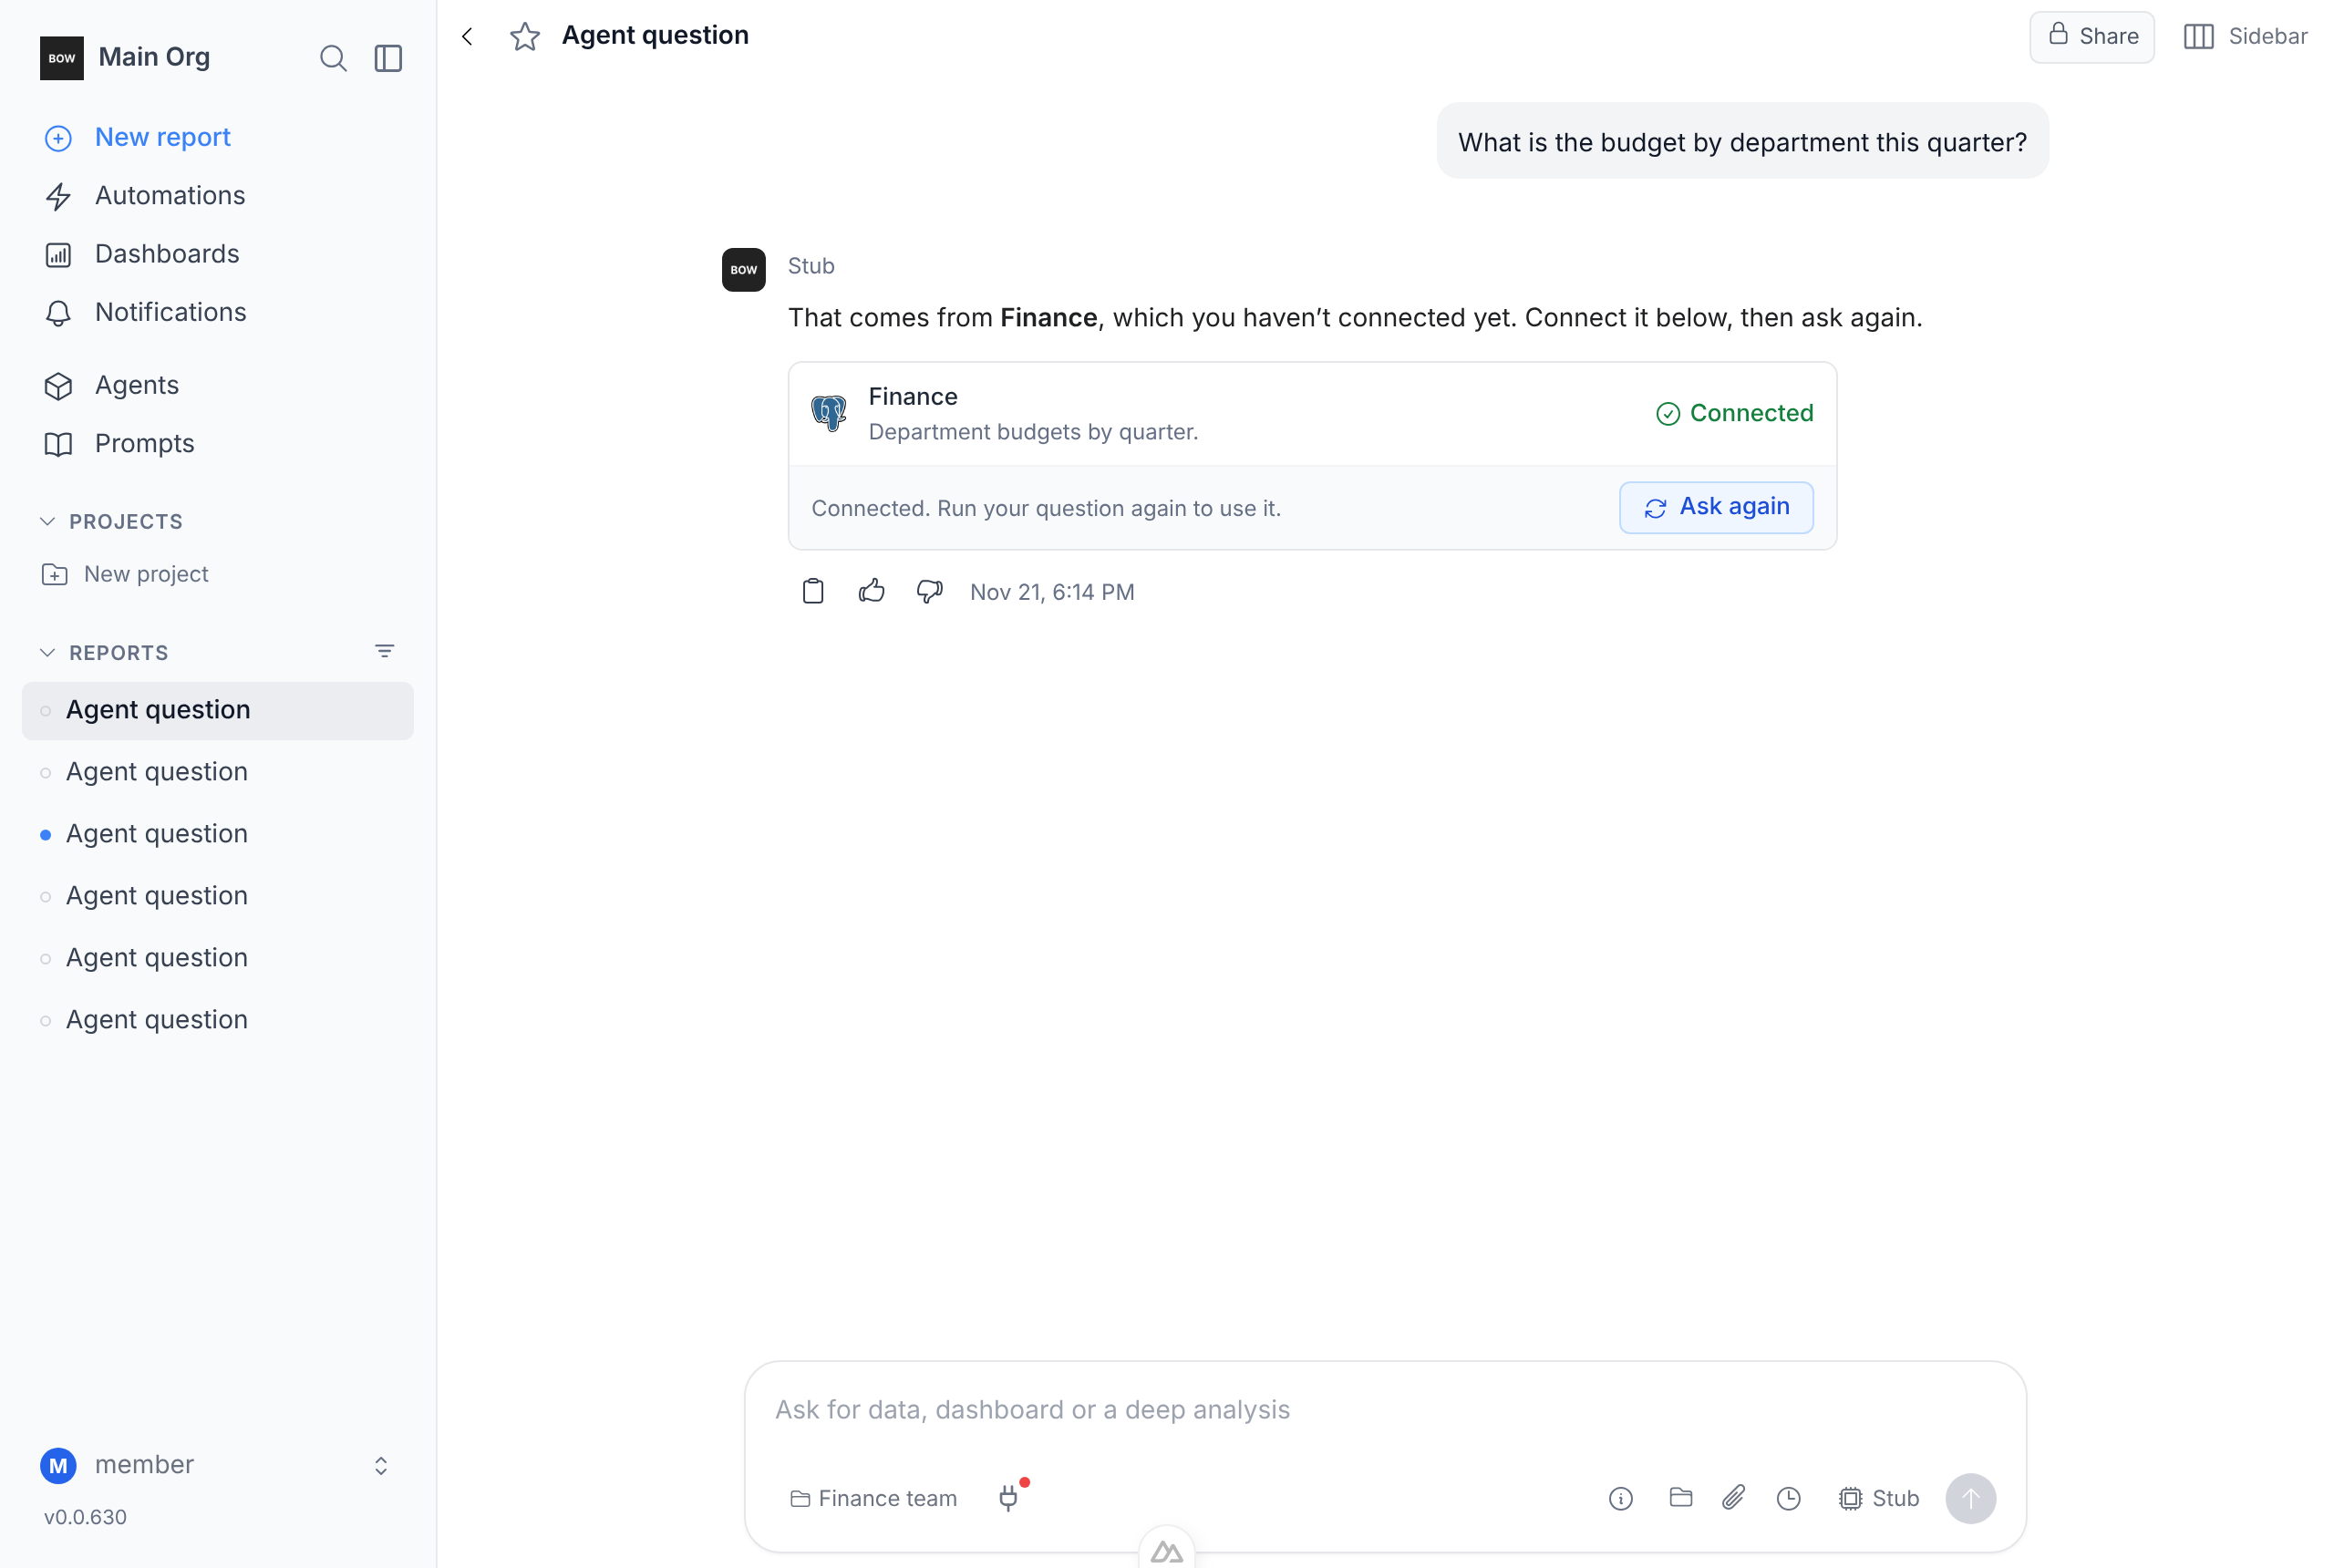 BOW Main Org
New report
Automations
Dashboards
Notifications
Agents
Prompts
PROJECTS
New project
REPORTS
Agent question
Agent question
Agent question
Agent question
Agent question
Agent question
M member
v0.0.630
Agent question
Share
Sidebar
What is the budget by department this quarter?
BOW Stub
That comes from Finance, which you haven’t connected yet. Connect it below, then ask again.
Finance
Department budgets by quarter.
Connected
Connected. Run your question again to use it.
Ask again
Nov 21, 6:14 PM
Ask for data, dashboard or a deep analysis
Finance team
Stub